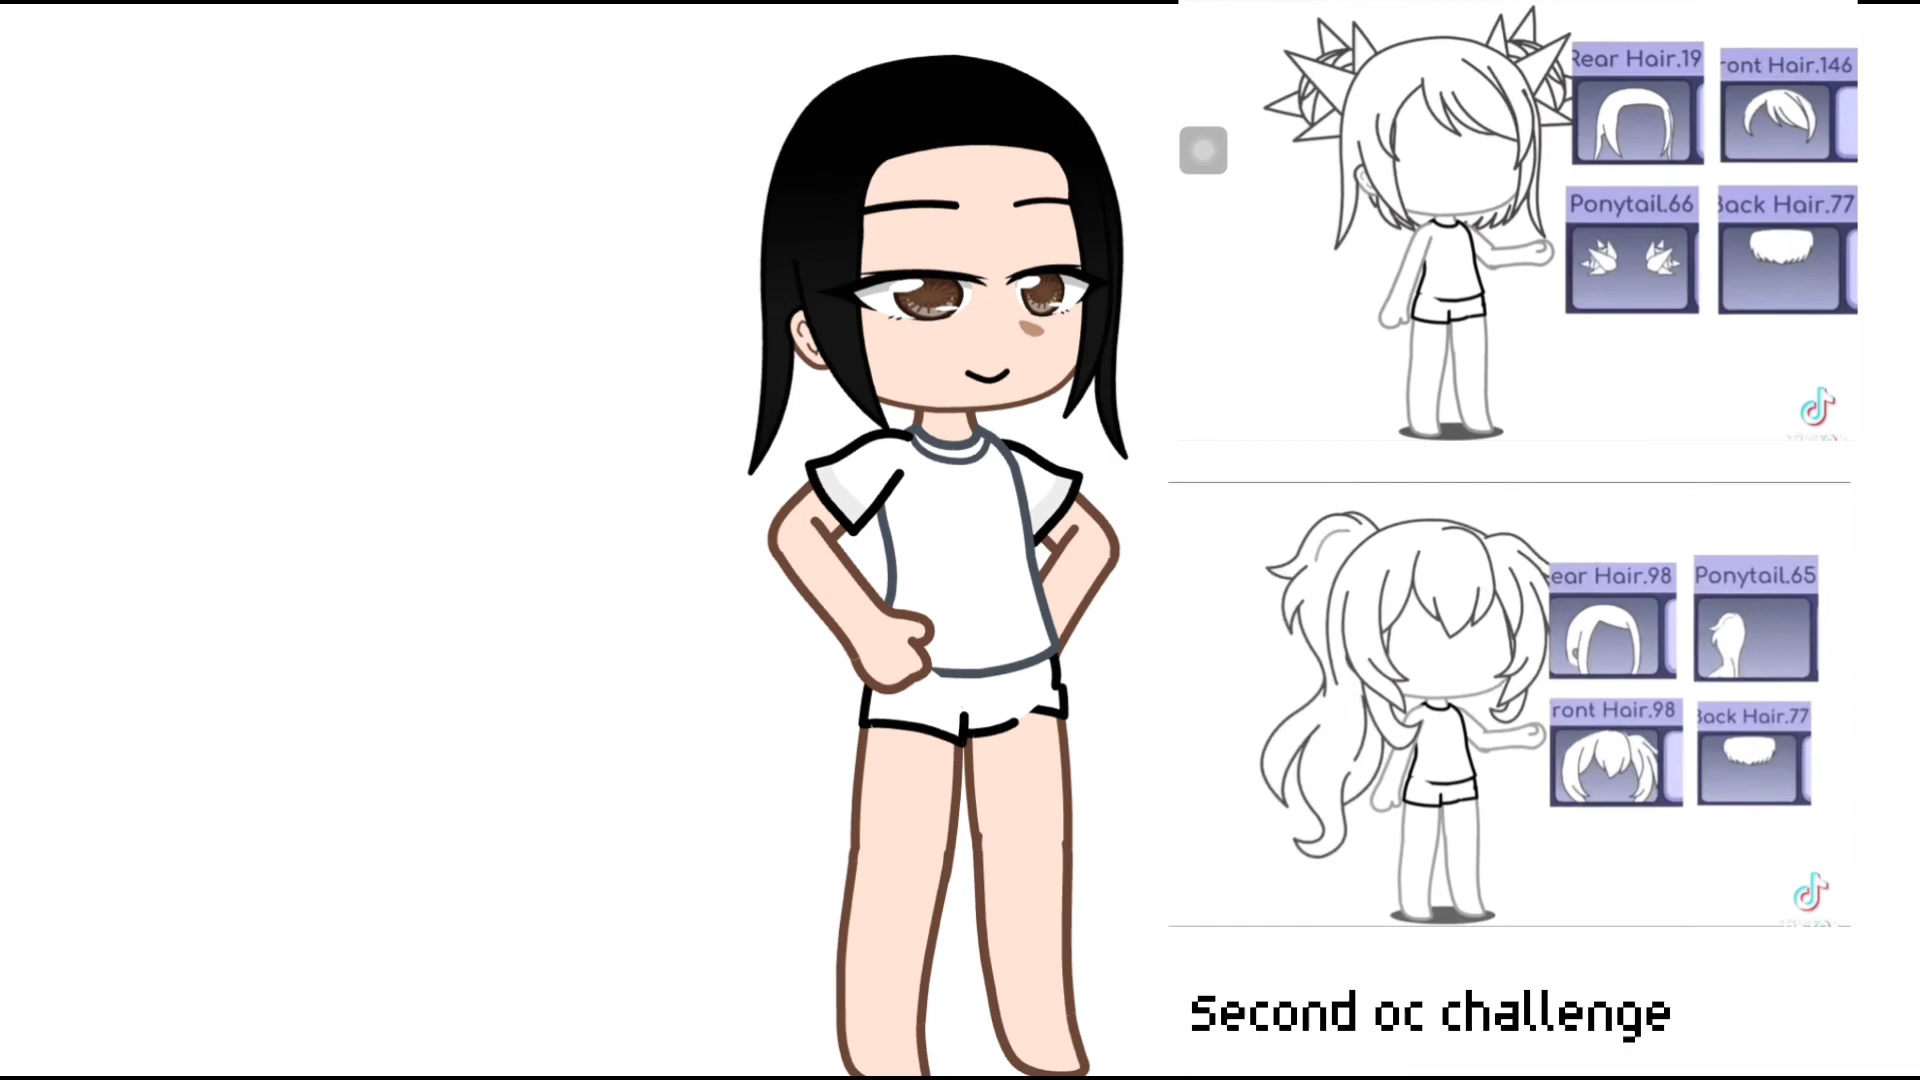 Rear Hair.19
ront Hair.146
Ponytail.66
Back Hair.77
ear Hair.98
Ponytail.65
ront Hair.98
Back Hair.77
Second oc challenge